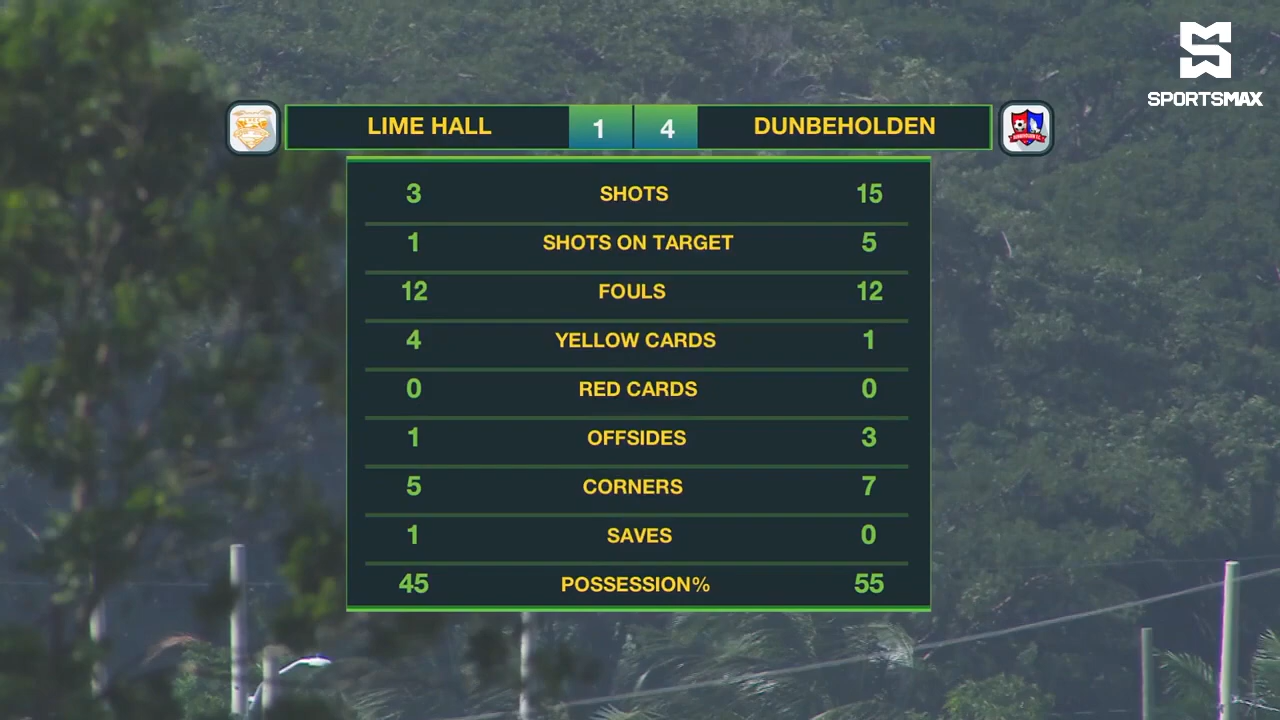 SPORTSMAX
LIME HALL 1 4 DUNBEHOLDEN
3 SHOTS 15
1 SHOTS ON TARGET 5
12 FOULS 12
4 YELLOW CARDS 1
0 RED CARDS 0
1 OFFSIDES 3
5 CORNERS 7
1 SAVES 0
45 POSSESSION% 55